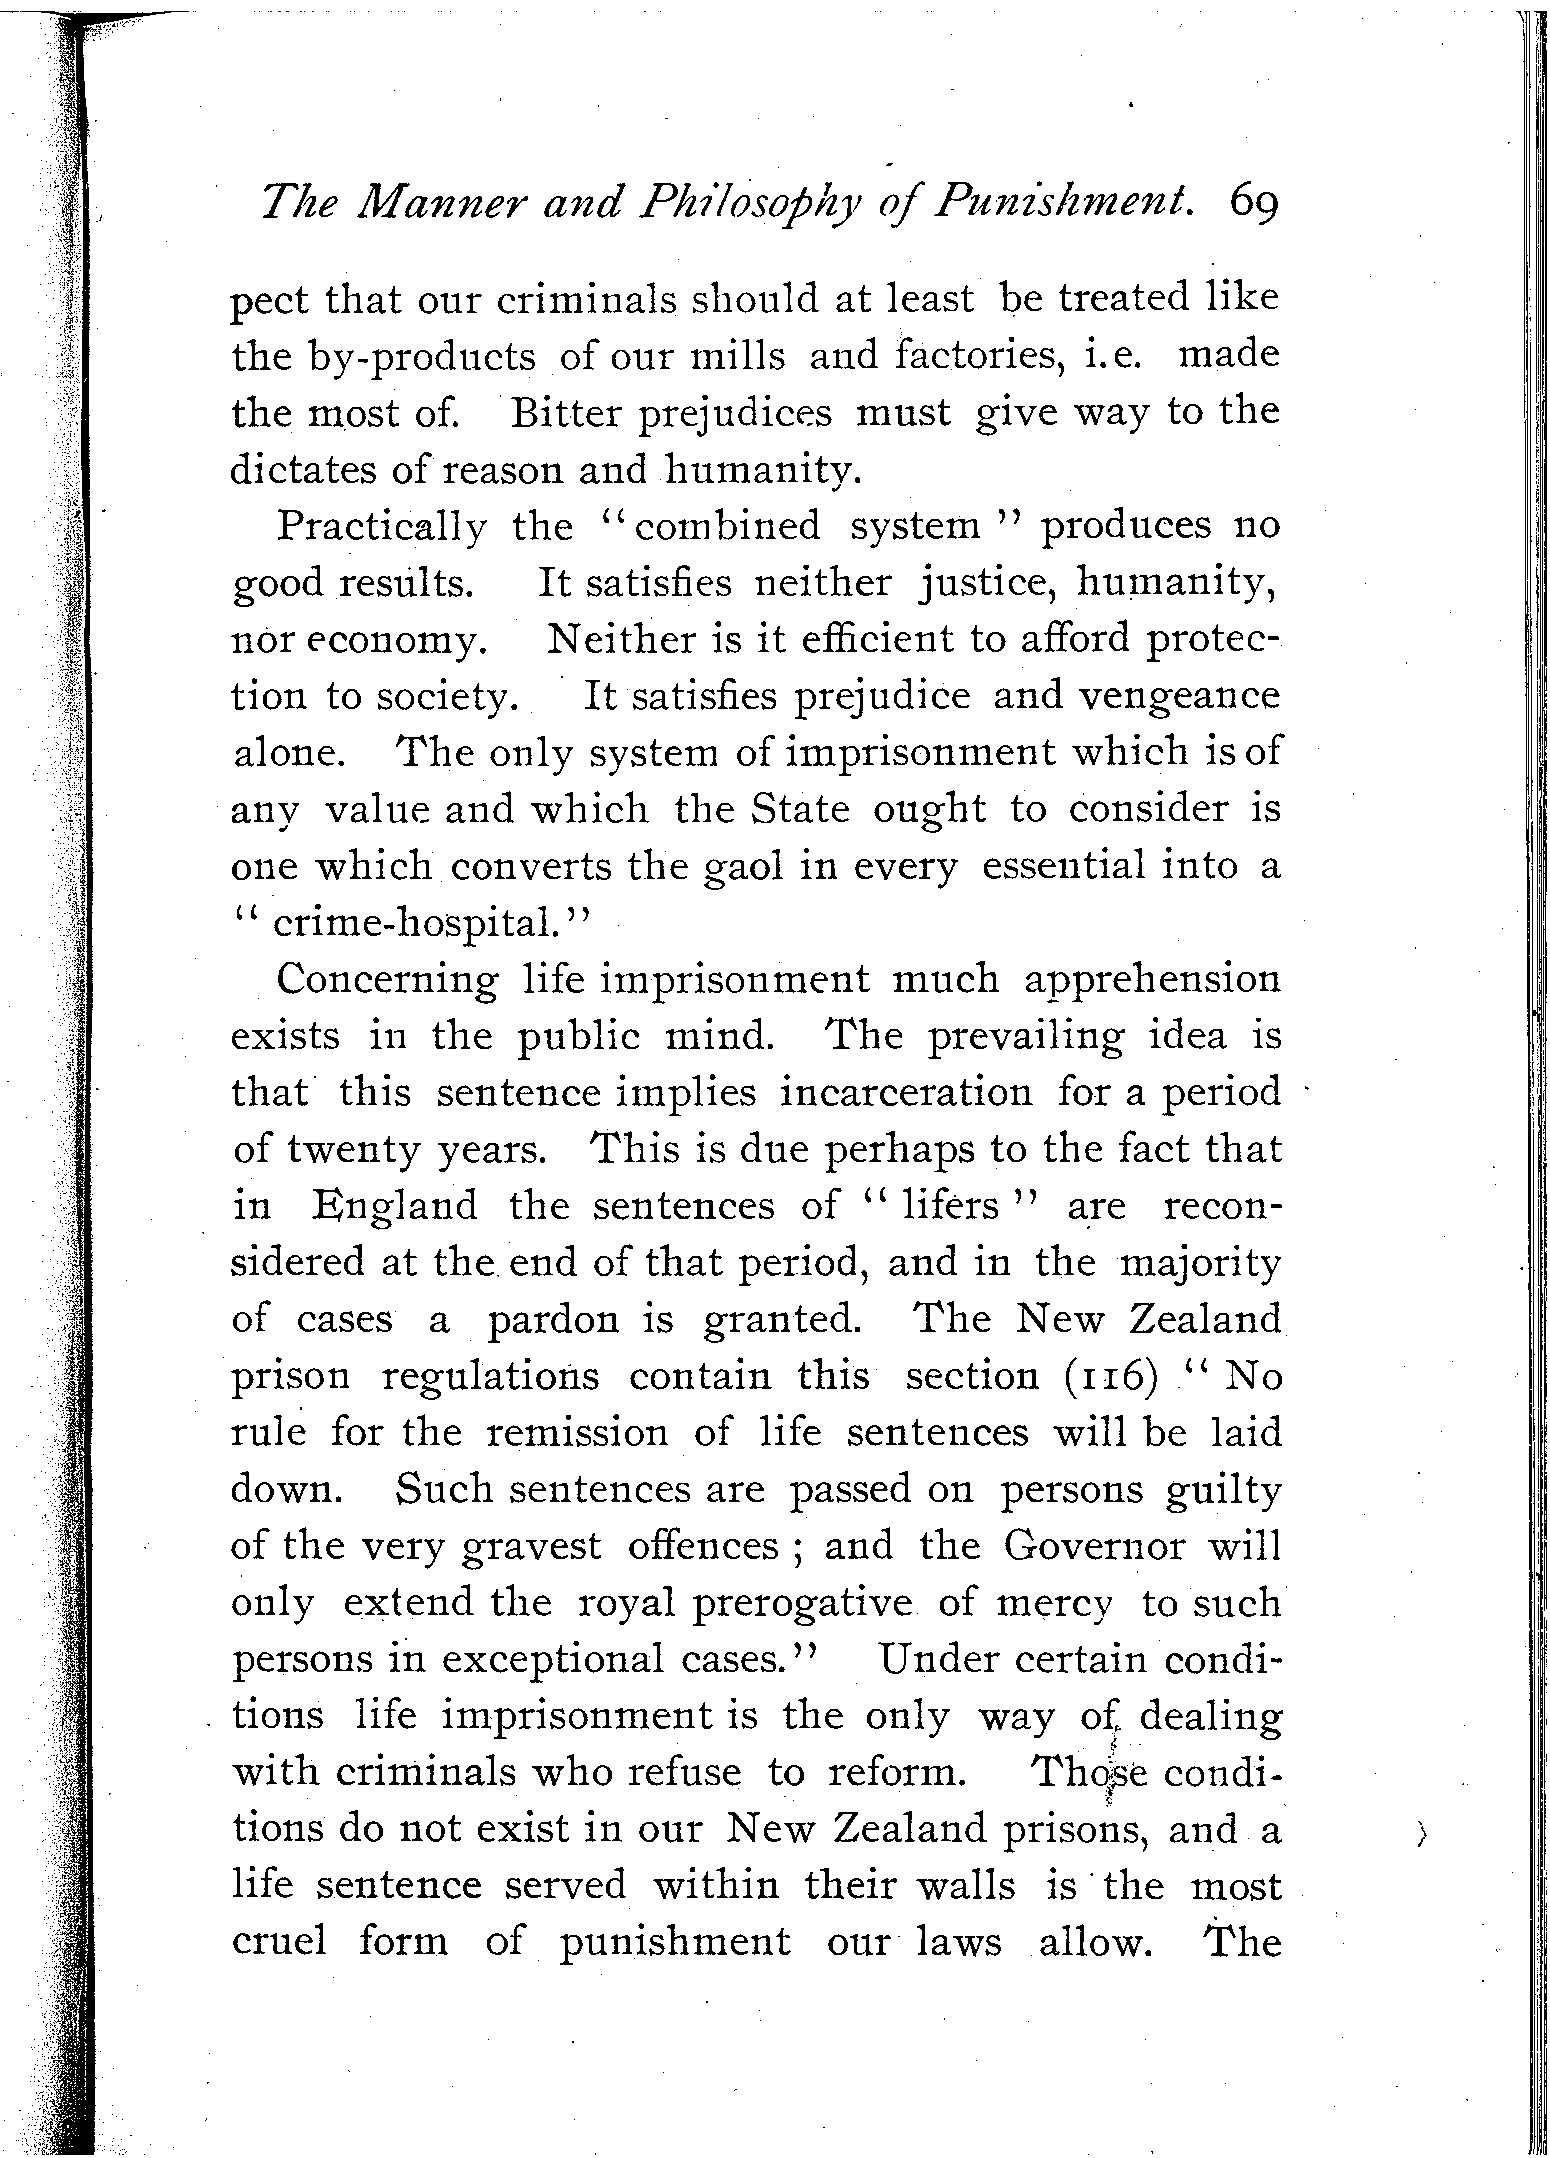 The Manner and Philosophy of Punishment. 69
pect that our criminals should at least be treated like
the by-products of our mills and factories, i.e. made
the most of. Bitter prejudices must give way to the
dictates of reason and humanity.
Practically the “combined system” produces no
good results. It satisfies neither justice, humanity,
nor economy. Neither is it efficient to afford protec-
tion to society. It satisfies prejudice and vengeance
alone. The only system of imprisonment which is of
any value and which the State ought to consider is
one which converts the gaol in every essential into a
“ crime-hospital.”
Concerning life imprisonment much apprehension
exists in the public mind. The prevailing idea is
that this sentence implies incarceration for a period
of twenty years. This is due perhaps to the fact that
in England the sentences of “ lifers ” are recon-
sidered at the end of that period, and in the majority
of cases a pardon is granted. The New Zealand
prison regulations contain this section (116) “ No
rule for the remission of life sentences will be laid
down. Such sentences are passed on persons guilty
of the very gravest offences ; and the Governor will
only extend the royal prerogative of mercy to such
persons in exceptional cases.” Under certain condi-
tions life imprisonment is the only way of dealing
with criminals who refuse to reform. Those condi-
tions do not exist in our New Zealand prisons, and a
life sentence served within their walls is the most
cruel form of punishment our laws allow. The